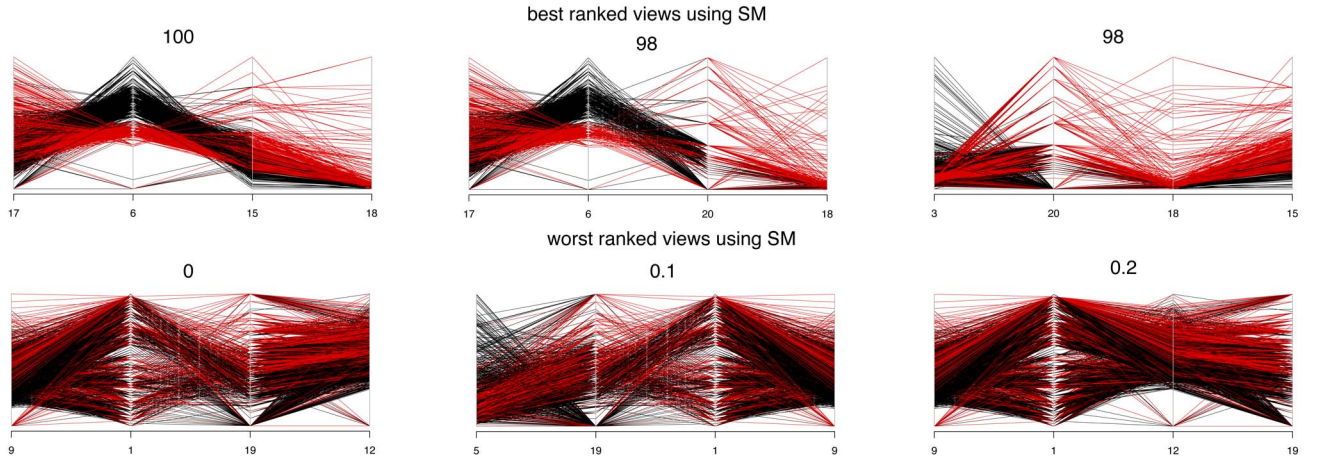 best ranked views using SM
100 98 98
17 6 15 18 17 6 20 18 3 20 18 15
worst ranked views using SM
0 0.1 0.2
9 1 19 12 5 19 1 9 9 1 12 19